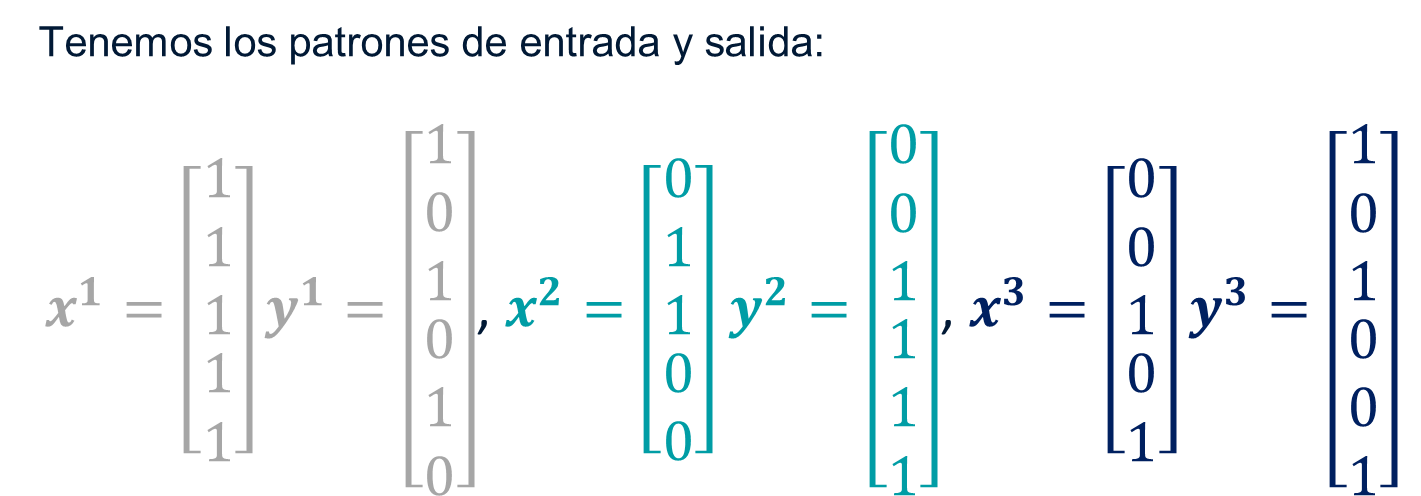 Tenemos los patrones de entrada y salida:
x¹ = [1 1 1 1 1] y¹ = [1 0 1 0 1 0], x² = [0 1 1 0 0] y² = [0 0 1 1 1 1], x³ = [0 0 1 0 1] y³ = [1 0 1 0 0 1]